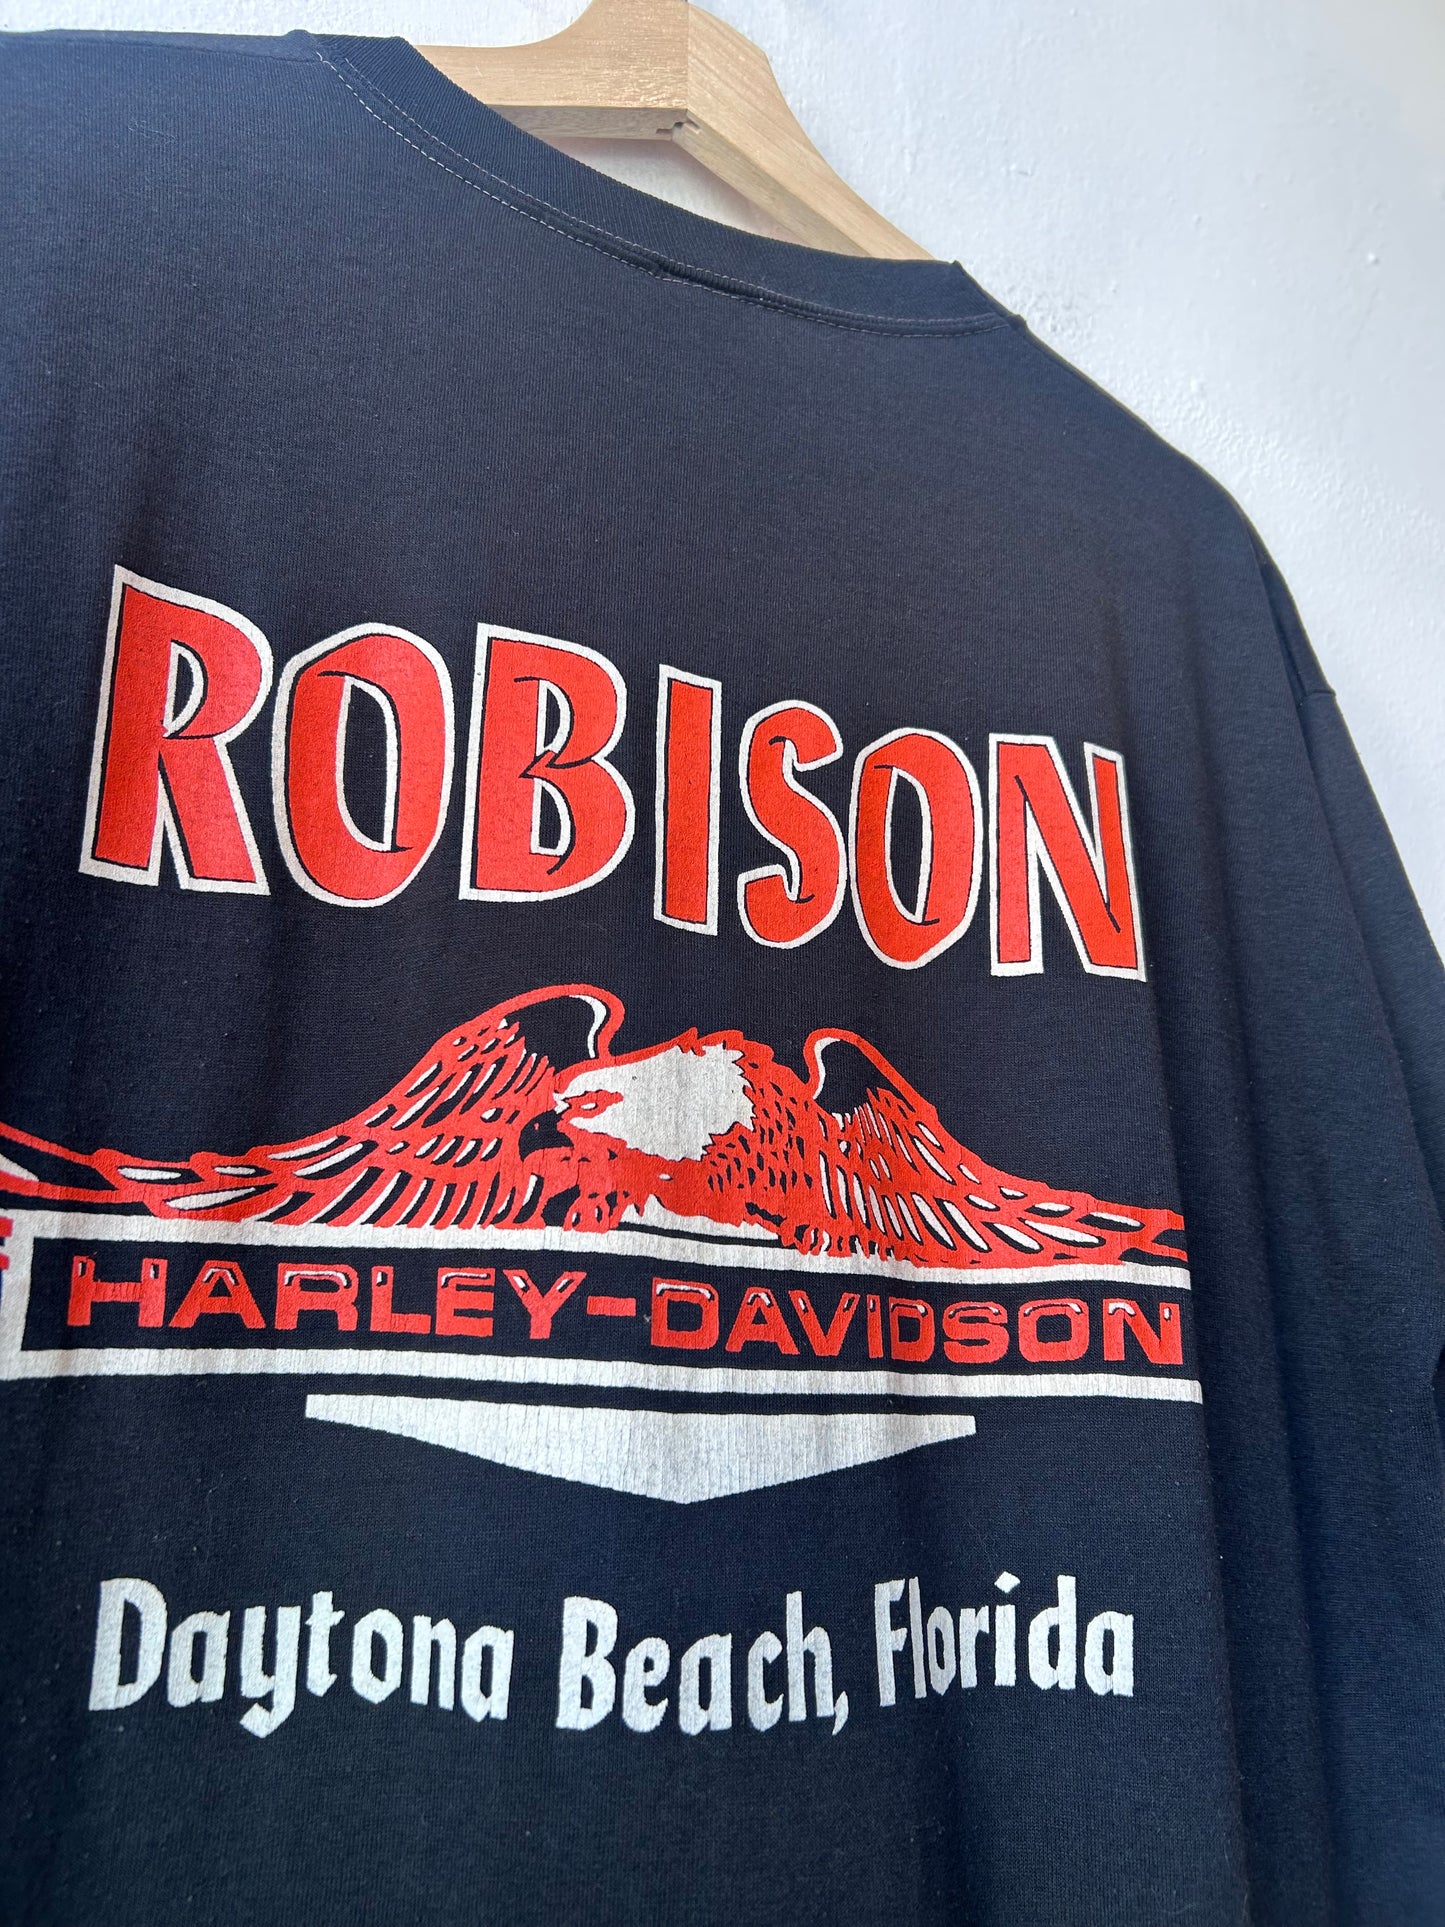 ROBISON
HARLEY-DAVIDSON
Daytona Beach, Florida